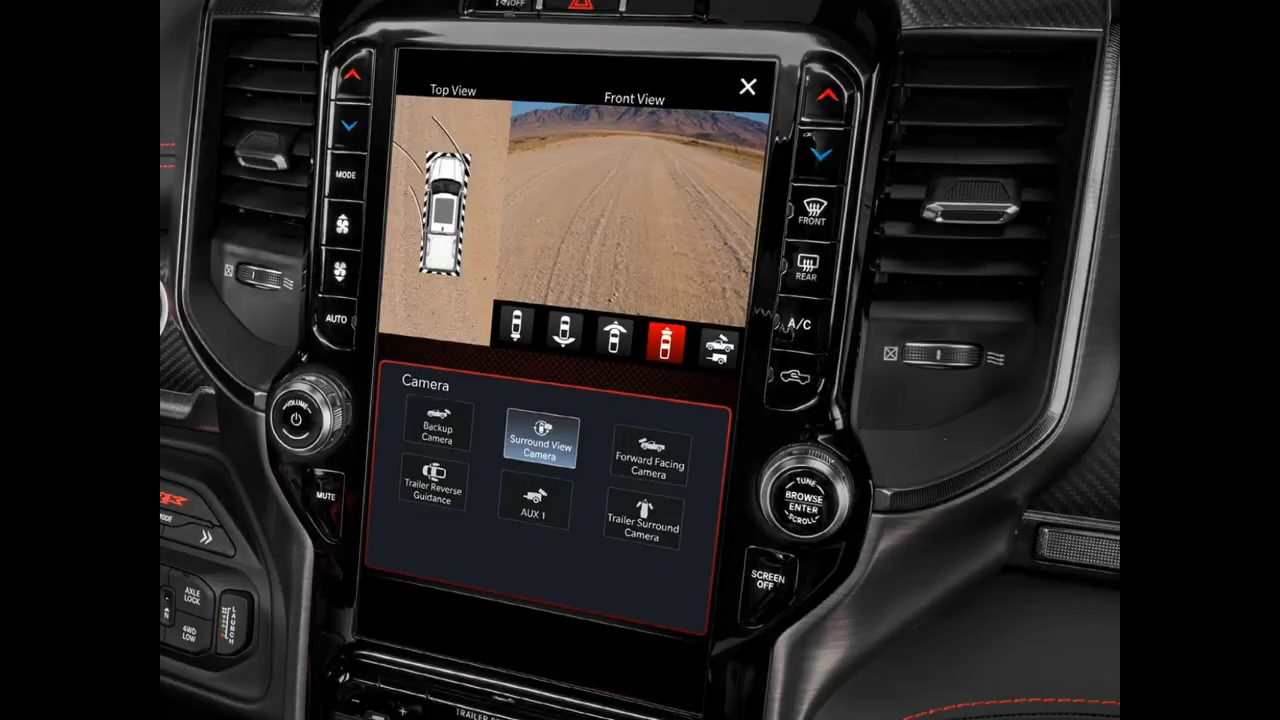 OFF
Top View
Front View
MODE
AUTO
FRONT
REAR
A/C
Camera
Backup
Camera
Surround View
Camera
Forward Facing
Camera
Trailer Reverse
Guidance
AUX 1
Trailer Surround
Camera
VOLUME
MUTE
TUNE
BROWSE
ENTER
SCROLL
SCREEN
OFF
AXLE
LOCK
N
4WD
LOW
LAUNCH